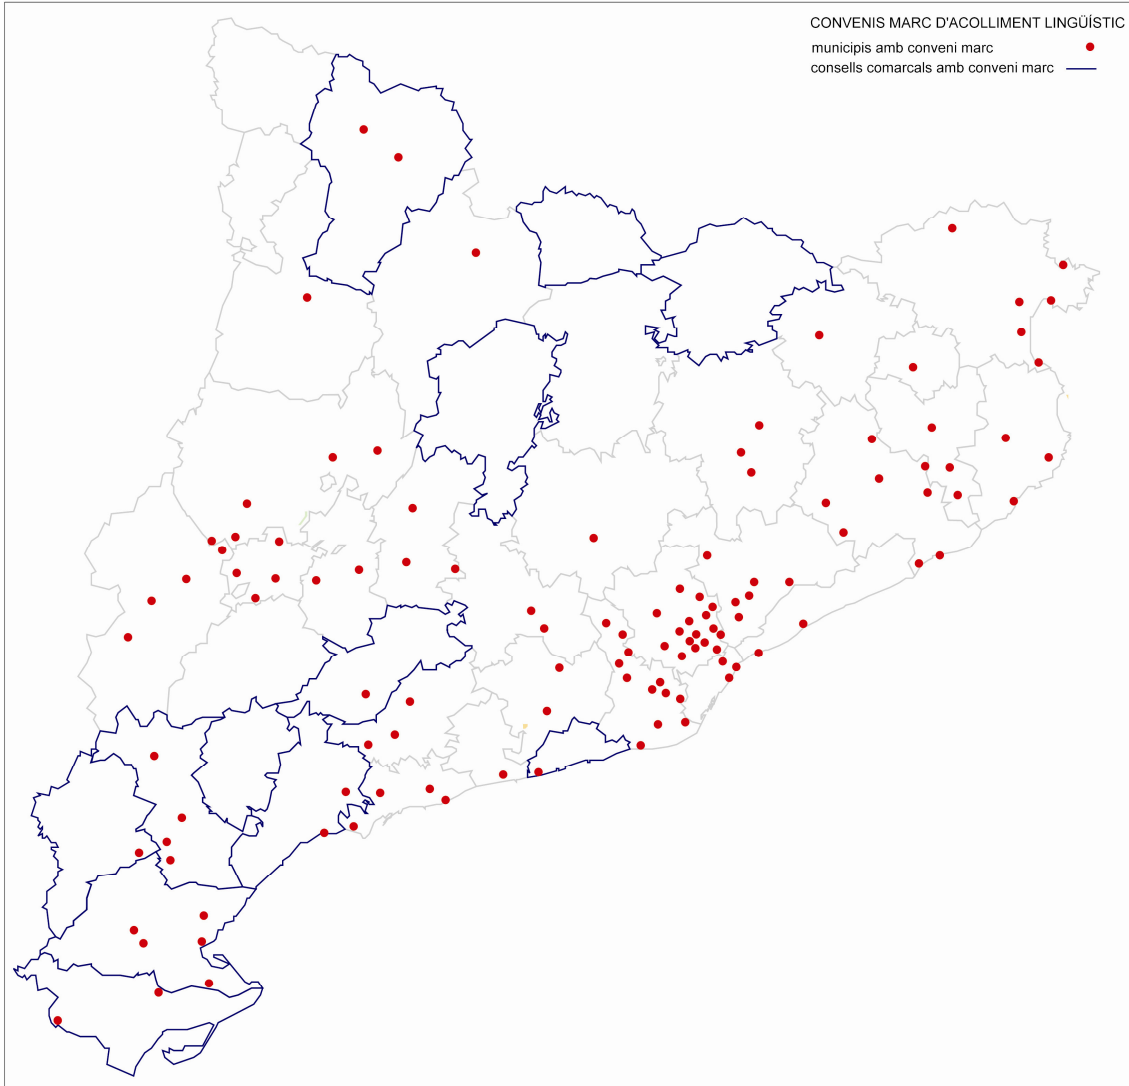 CONVENIS MARC D'ACOLLIMENT LINGÜÍSTIC
municipis amb conveni marc
consells comarcals amb conveni marc